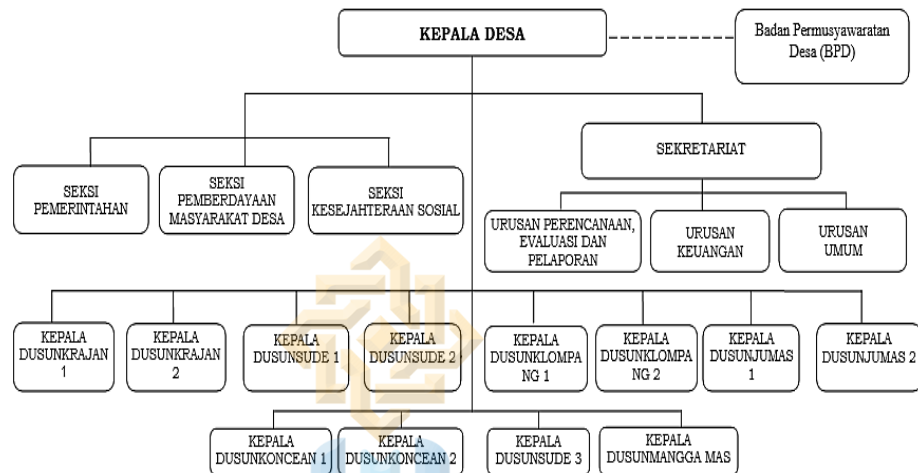 KEPALA DESA
Badan Permusyawaratan
Desa (BPD)
SEKRETARIAT
SEKSI
PEMERINTAHAN
SEKSI
PEMBERDAYAAN
MASYARAKAT DESA
SEKSI
KESEJAHTERAAN SOSIAL
URUSAN PERENCANAAN,
EVALUASI DAN
PELAPORAN
URUSAN
KEUANGAN
URUSAN
UMUM
KEPALA
DUSUNKRAJAN
1
KEPALA
DUSUNKRAJAN
2
KEPALA
DUSUNSUDE 1
KEPALA
DUSUNSUDE 2
KEPALA
DUSUNKLOMPA
NG 1
KEPALA
DUSUNKLOMPA
NG 2
KEPALA
DUSUNJUMAS
1
KEPALA
DUSUNJUMAS 2
KEPALA
DUSUNKONCEAN 1
KEPALA
DUSUNKONCEAN 2
KEPALA
DUSUNSUDE 3
KEPALA
DUSUNMANGGA MAS